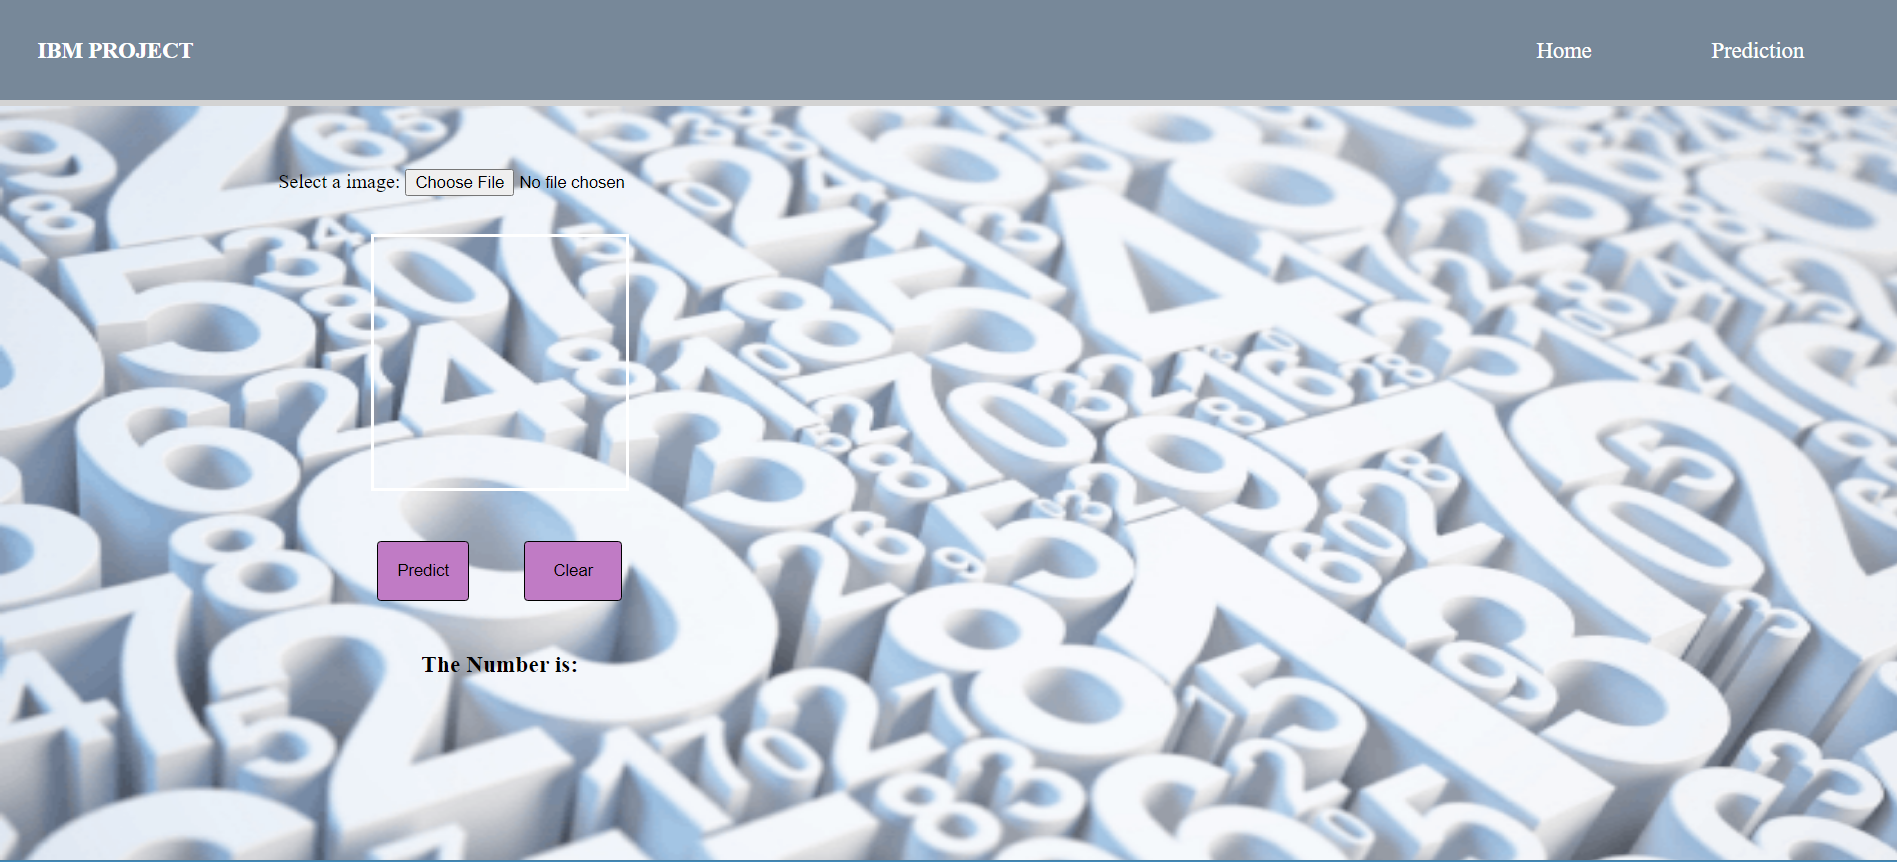 IBM PROJECT
Home
Prediction
Select a image: Choose File No file chosen
Predict
Clear
The Number is: